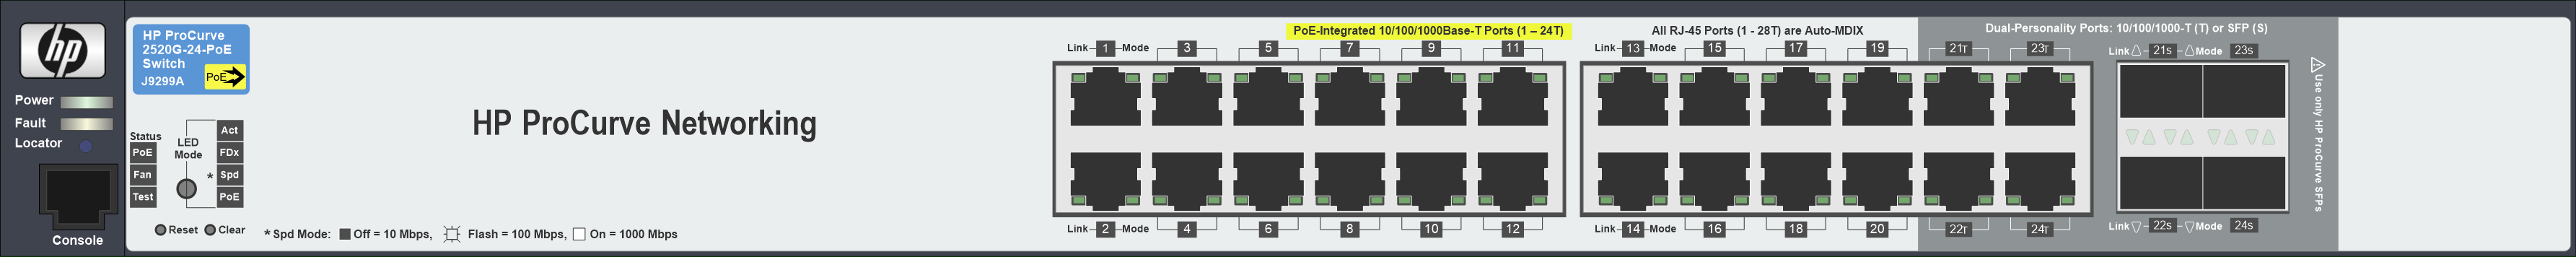 hp
HP ProCurve
2520G-24-PoE
Switch
J9299A
PoE
Power
Fault
Locator
Console
Status
PoE
Fan
Test
LED
Mode
*
Act
FDx
Spd
PoE
Reset Clear
* Spd Mode: Off = 10 Mbps, Flash = 100 Mbps, On = 1000 Mbps
HP ProCurve Networking
PoE-Integrated 10/100/1000Base-T Ports (1 – 24T)
Link 1 Mode 3 5 7 9 11
Link 2 Mode 4 6 8 10 12
All RJ-45 Ports (1 - 28T) are Auto-MDIX
Link 13 Mode 15 17 19 21T 23T
Link 14 Mode 16 18 20 22T 24T
Dual-Personality Ports: 10/100/1000-T (T) or SFP (S)
Link 21s Mode 23s
Link 22s Mode 24s
Use only HP ProCurve SFPs